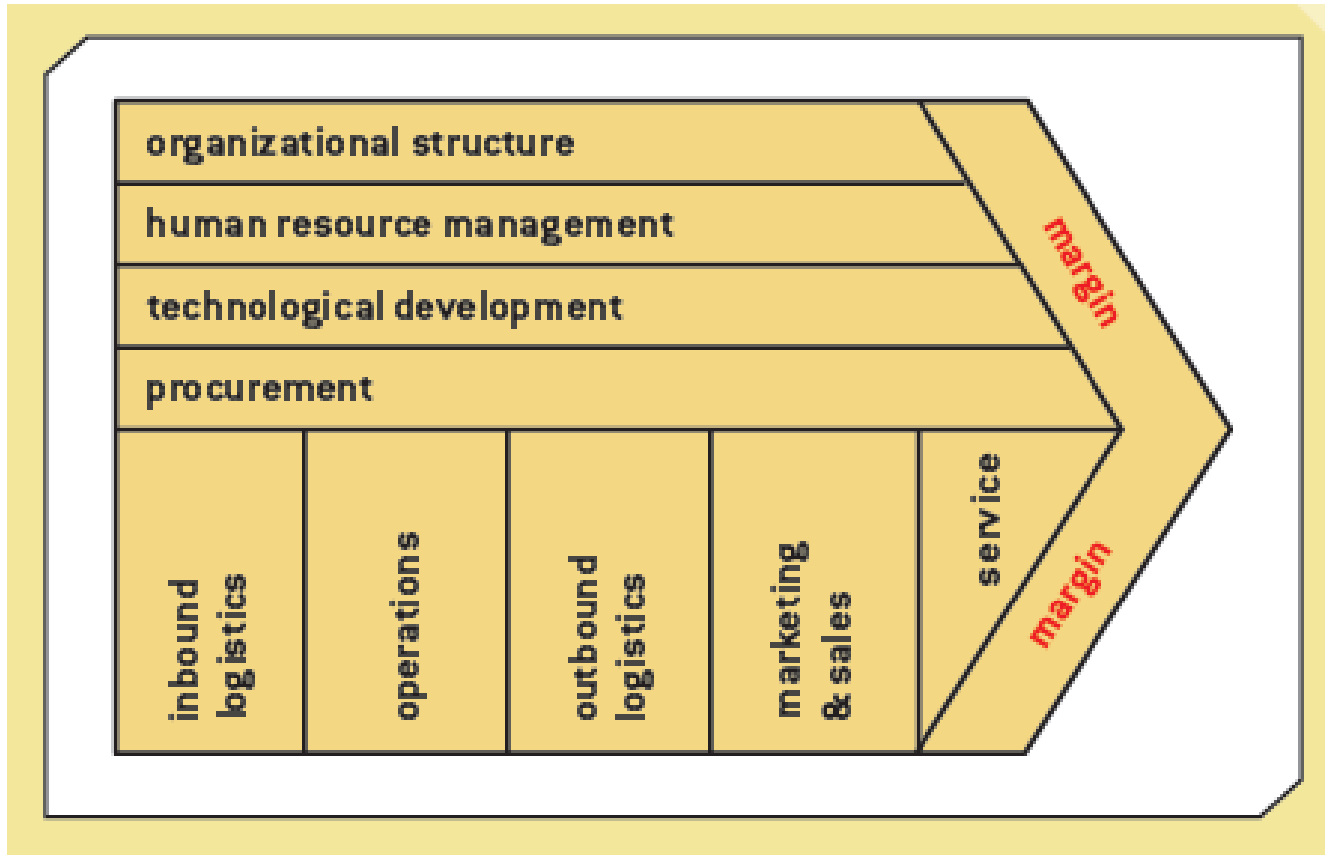 organizational structure
human resource management
technological development
procurement
margin
inbound
logistics
operations
outbound
logistics
marketing
& sales
service
margin